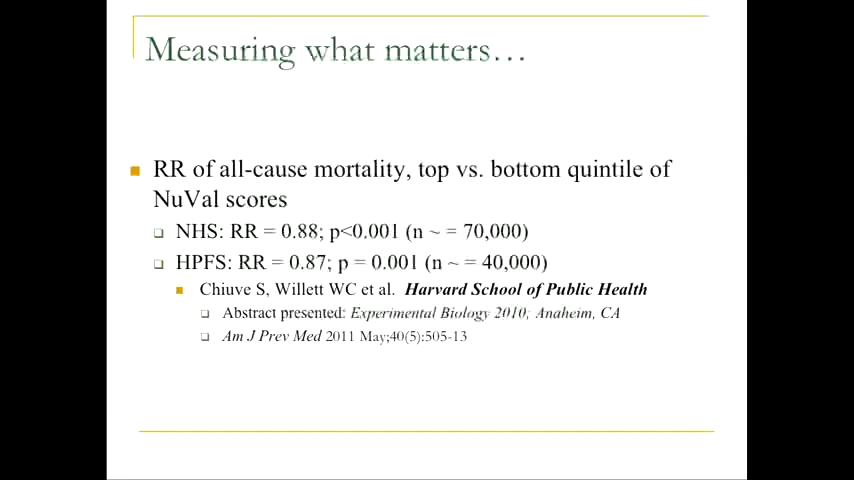 Measuring what matters…
RR of all-cause mortality, top vs. bottom quintile of
NuVal scores
NHS: RR = 0.88; p<0.001 (n ~ = 70,000)
HPFS: RR = 0.87; p = 0.001 (n ~ = 40,000)
Chiuve S, Willett WC et al. Harvard School of Public Health
Abstract presented: Experimental Biology 2010; Anaheim, CA
Am J Prev Med 2011 May;40(5):505-13